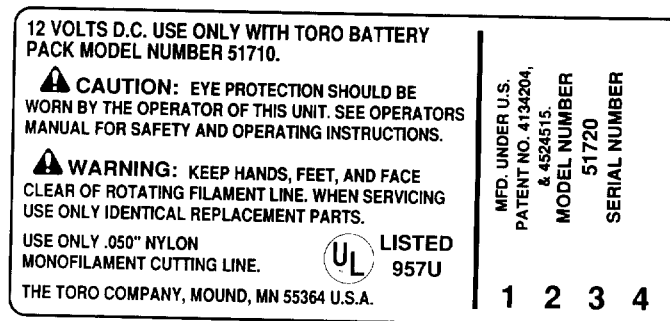 12 VOLTS D.C. USE ONLY WITH TORO BATTERY
PACK MODEL NUMBER 51710.
CAUTION: EYE PROTECTION SHOULD BE
WORN BY THE OPERATOR OF THIS UNIT. SEE OPERATORS
MANUAL FOR SAFETY AND OPERATING INSTRUCTIONS.
WARNING: KEEP HANDS, FEET, AND FACE
CLEAR OF ROTATING FILAMENT LINE. WHEN SERVICING
USE ONLY IDENTICAL REPLACEMENT PARTS.
USE ONLY .050" NYLON
MONOFILAMENT CUTTING LINE.
UL
LISTED
957U
THE TORO COMPANY, MOUND, MN 55364 U.S.A.
MFD. UNDER U.S.
PATENT NO. 4134204,
& 4524515.
MODEL NUMBER
51720
SERIAL NUMBER
1 2 3 4